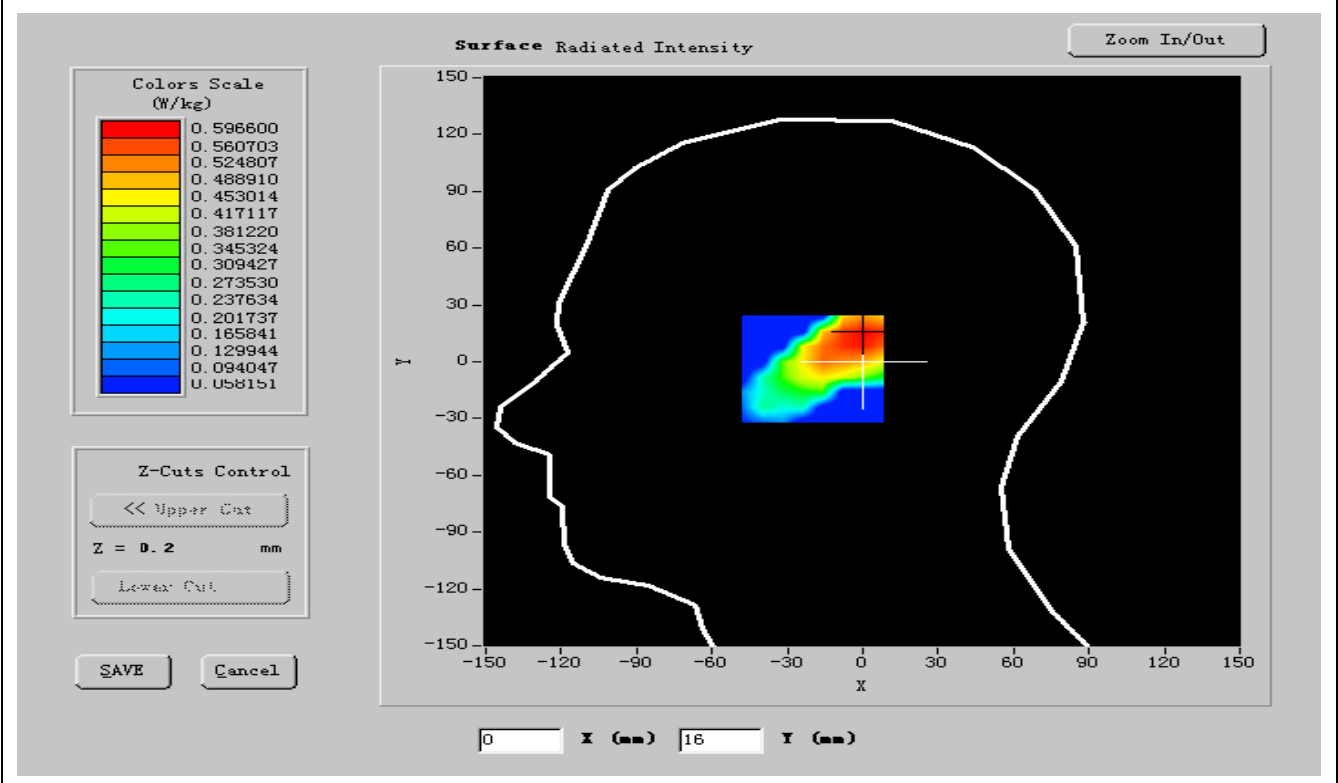 Surface Radiated Intensity
Zoom In/Out
Colors Scale
(W/kg)
0.596600
0.560703
0.524807
0.488910
0.453014
0.417117
0.381220
0.345324
0.309427
0.273530
0.237634
0.201737
0.165841
0.129944
0.094047
0.058151
Z-Cuts Control
<< Upper Cut
Z = 0.2 mm
Lower Cut
SAVE Cancel
150
120
90
60
30
0
-30
-60
-90
-120
-150
Y
-150 -120 -90 -60 -30 0 30 60 90 120 150
X
0 X (mm) 16 Y (mm)